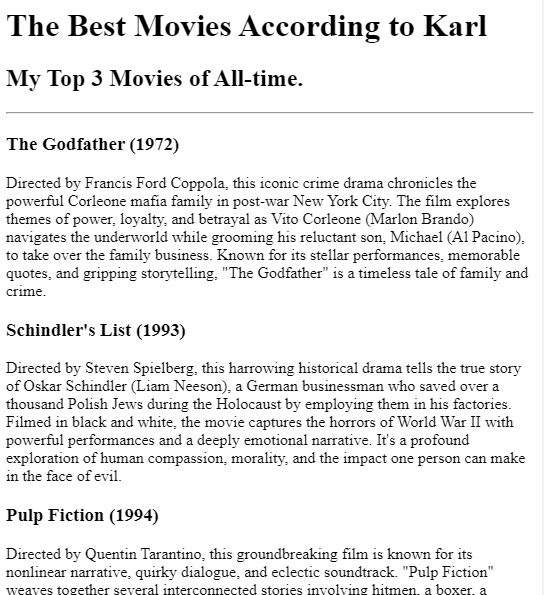 The Best Movies According to Karl
My Top 3 Movies of All-time.
The Godfather (1972)
Directed by Francis Ford Coppola, this iconic crime drama chronicles the
powerful Corleone mafia family in post-war New York City. The film explores
themes of power, loyalty, and betrayal as Vito Corleone (Marlon Brando)
navigates the underworld while grooming his reluctant son, Michael (Al Pacino),
to take over the family business. Known for its stellar performances, memorable
quotes, and gripping storytelling, "The Godfather" is a timeless tale of family and
crime.
Schindler's List (1993)
Directed by Steven Spielberg, this harrowing historical drama tells the true story
of Oskar Schindler (Liam Neeson), a German businessman who saved over a
thousand Polish Jews during the Holocaust by employing them in his factories.
Filmed in black and white, the movie captures the horrors of World War II with
powerful performances and a deeply emotional narrative. It's a profound
exploration of human compassion, morality, and the impact one person can make
in the face of evil.
Pulp Fiction (1994)
Directed by Quentin Tarantino, this groundbreaking film is known for its
nonlinear narrative, quirky dialogue, and eclectic soundtrack. "Pulp Fiction"
weaves together several interconnected stories involving hitmen, a boxer, a